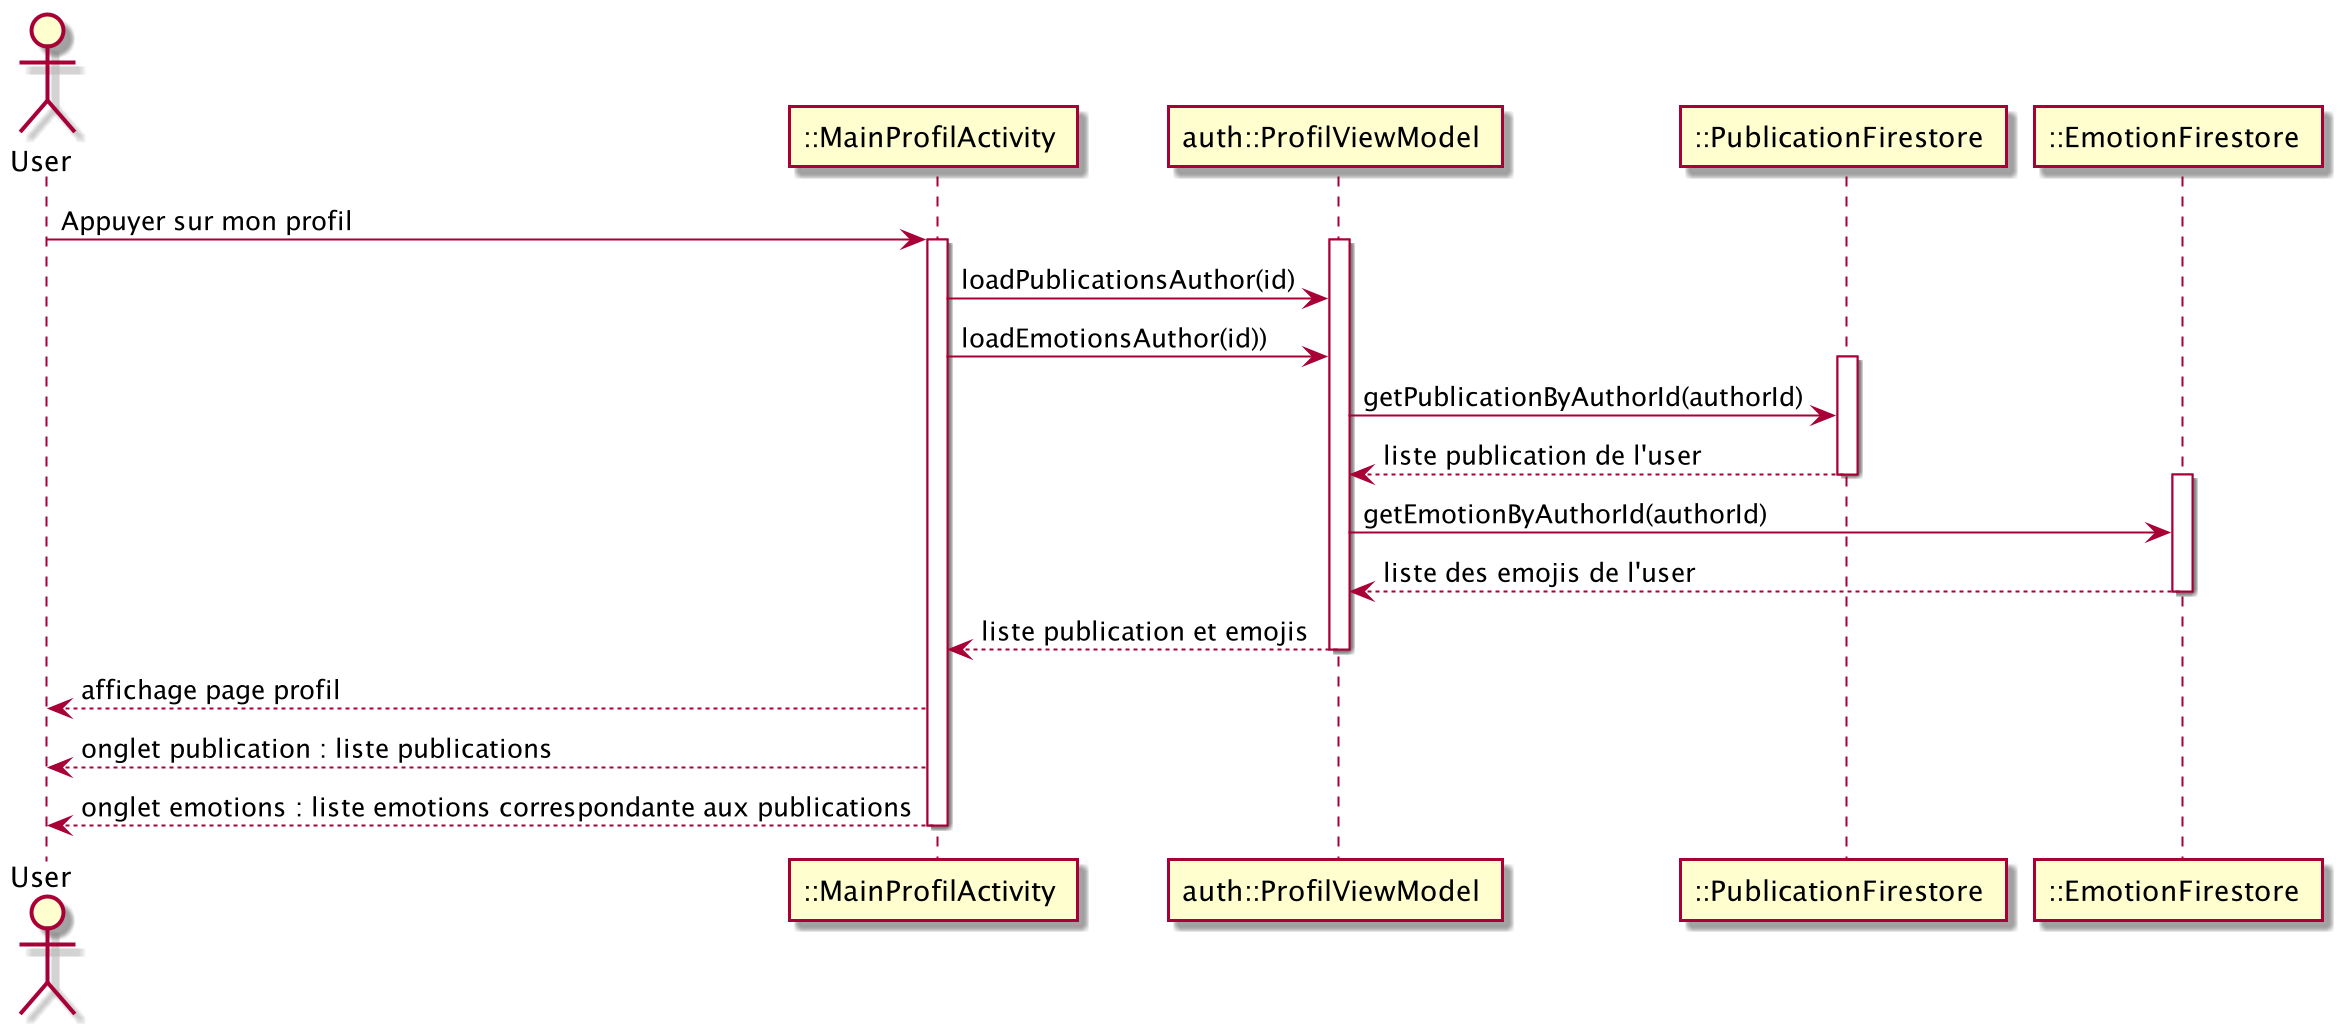 User
::MainProfilActivity
auth::ProfilViewModel
::PublicationFirestore
::EmotionFirestore
Appuyer sur mon profil
loadPublicationsAuthor(id)
loadEmotionsAuthor(id))
getPublicationByAuthorId(authorId)
liste publication de l'user
getEmotionByAuthorId(authorId)
liste des emojis de l'user
liste publication et emojis
affichage page profil
onglet publication : liste publications
onglet emotions : liste emotions correspondante aux publications
User
::MainProfilActivity
auth::ProfilViewModel
::PublicationFirestore
::EmotionFirestore